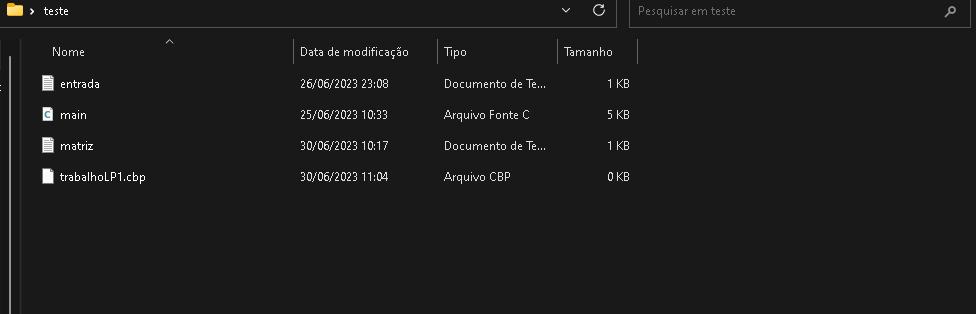 teste
Pesquisar em teste
Nome Data de modificação Tipo Tamanho
entrada 26/06/2023 23:08 Documento de Te... 1 KB
main 25/06/2023 10:33 Arquivo Fonte C 5 KB
matriz 30/06/2023 10:17 Documento de Te... 1 KB
trabalhoLP1.cbp 30/06/2023 11:04 Arquivo CBP 0 KB